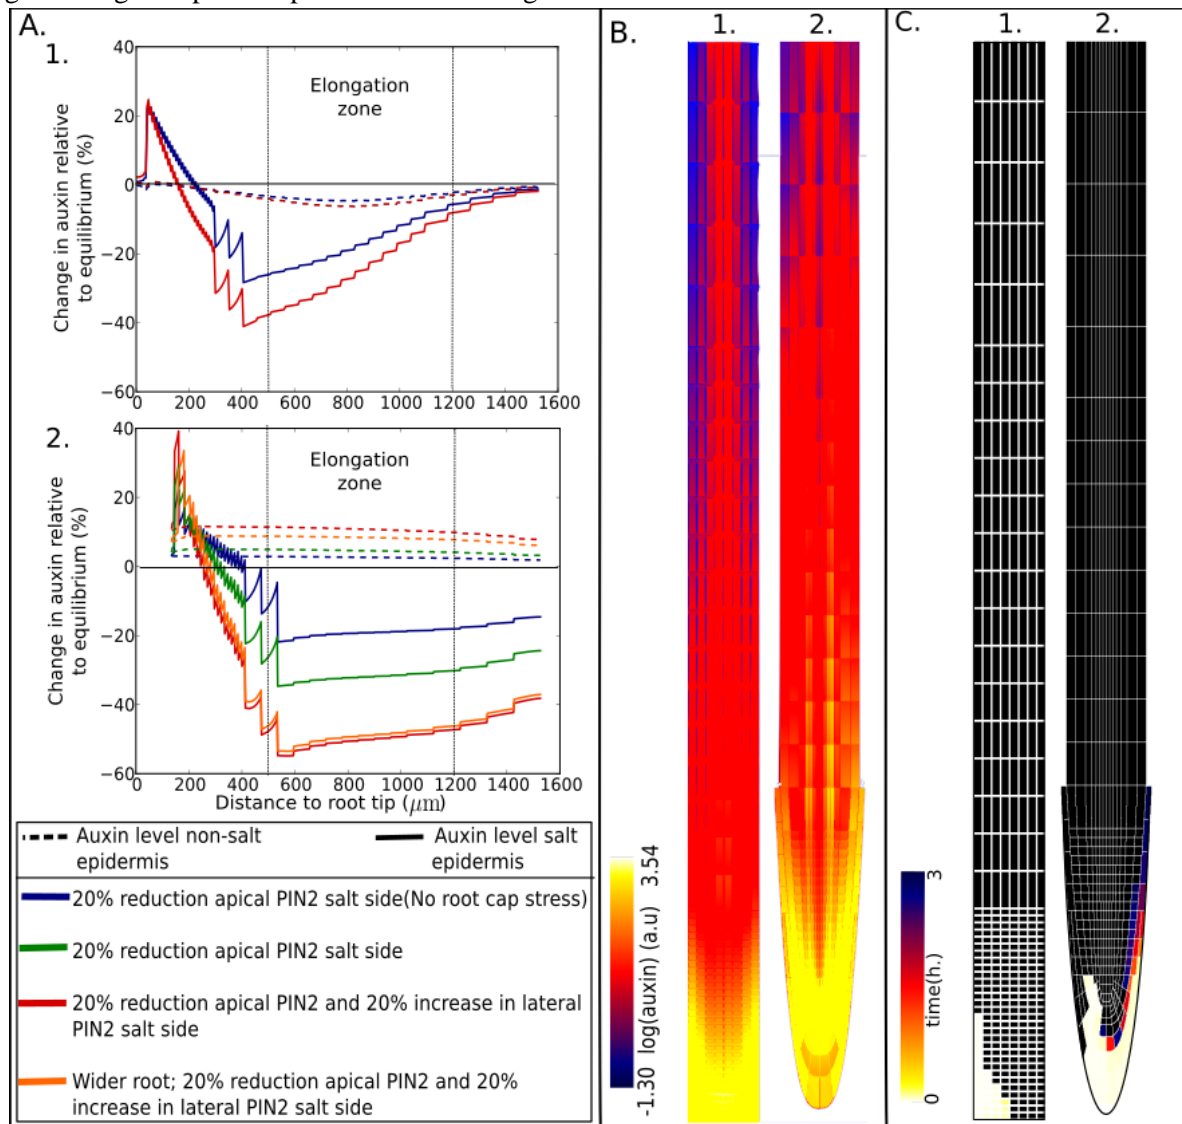 A.
1.
40
20
0
−20
−40
−60
Change in auxin relative
to equilibrium (%)
Elongation
zone
0 200 400 600 800 1000 1200 1400 1600
2.
40
20
0
−20
−40
−60
Change in auxin relative
to equilibrium (%)
Elongation
zone
0 200 400 600 800 1000 1200 1400 1600
Distance to root tip (μm)
Auxin level non-salt
epidermis
Auxin level salt
epidermis
20% reduction apical PIN2 salt side(No root cap stress)
20% reduction apical PIN2 salt side
20% reduction apical PIN2 and 20% increase in lateral
PIN2 salt side
Wider root; 20% reduction apical PIN2 and 20%
increase in lateral PIN2 salt side
B.
1. 2.
-1.30 log(auxin) (a.u) 3.54
C.
1. 2.
0 time(h.) 3